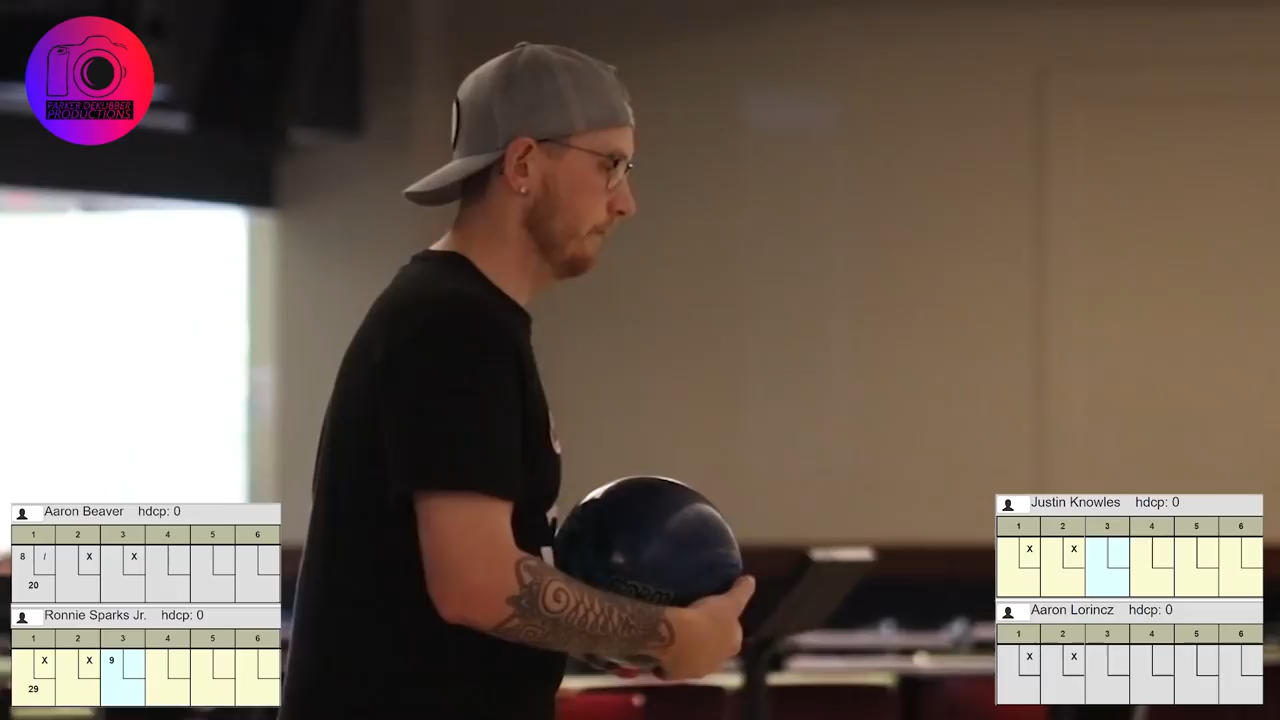 PARKER DEKUBBER
PRODUCTIONS
Aaron Beaver hdcp: 0
1 2 3 4 5 6
8 / X X
20
Ronnie Sparks Jr. hdcp: 0
1 2 3 4 5 6
X X 9
29
Justin Knowles hdcp: 0
1 2 3 4 5 6
X X
Aaron Lorincz hdcp: 0
1 2 3 4 5 6
X X